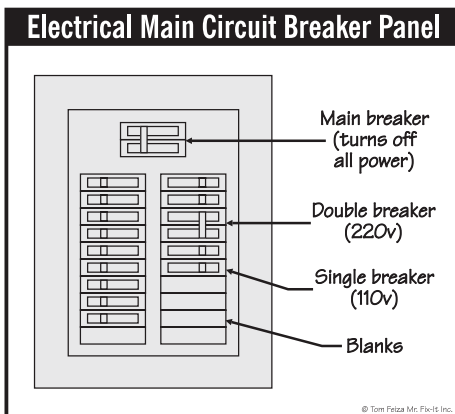 Electrical Main Circuit Breaker Panel
Main breaker
(turns off
all power)
Double breaker
(220v)
Single breaker
(110v)
Blanks
© Tom Feiza Mr. Fix-It Inc.